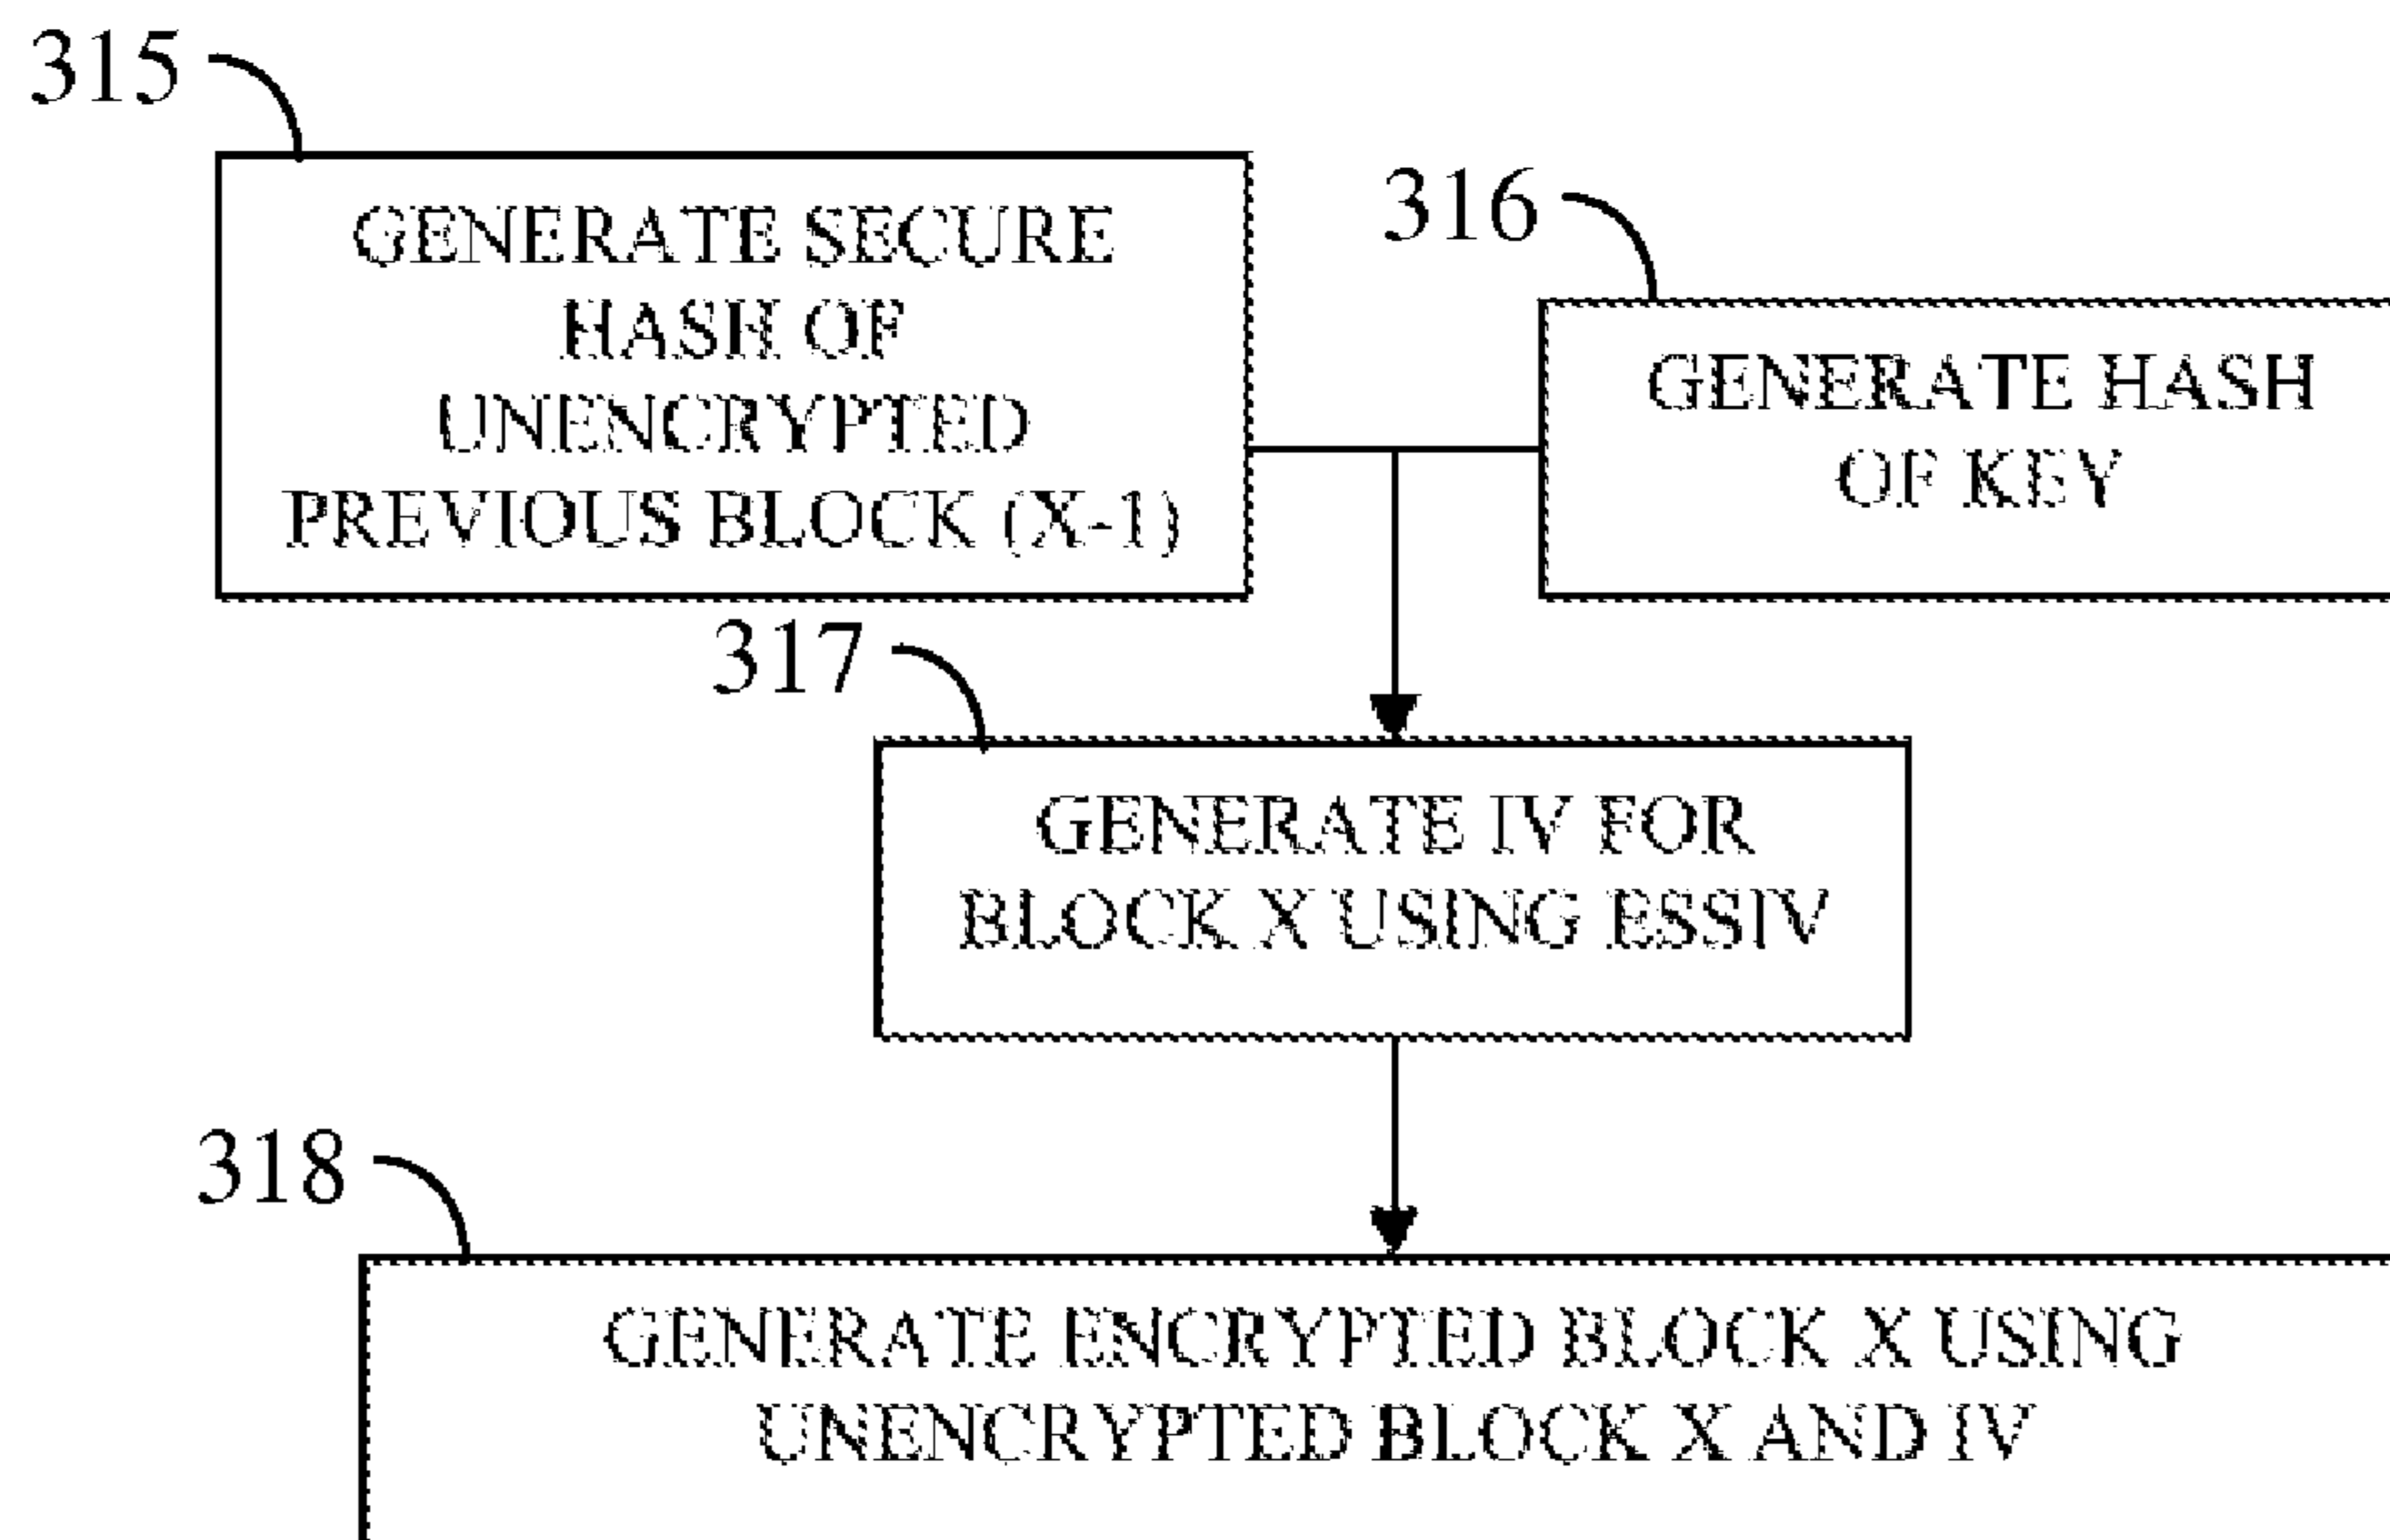 315
GENERATE SECURE
HASH OF
UNENCRYPTED
PREVIOUS BLOCK (X-1)
316
GENERATE HASH
OF KEY
317
GENERATE IV FOR
BLOCK X USING ESSIV
318
GENERATE ENCRYPTED BLOCK X USING
UNENCRYPTED BLOCK X AND IV